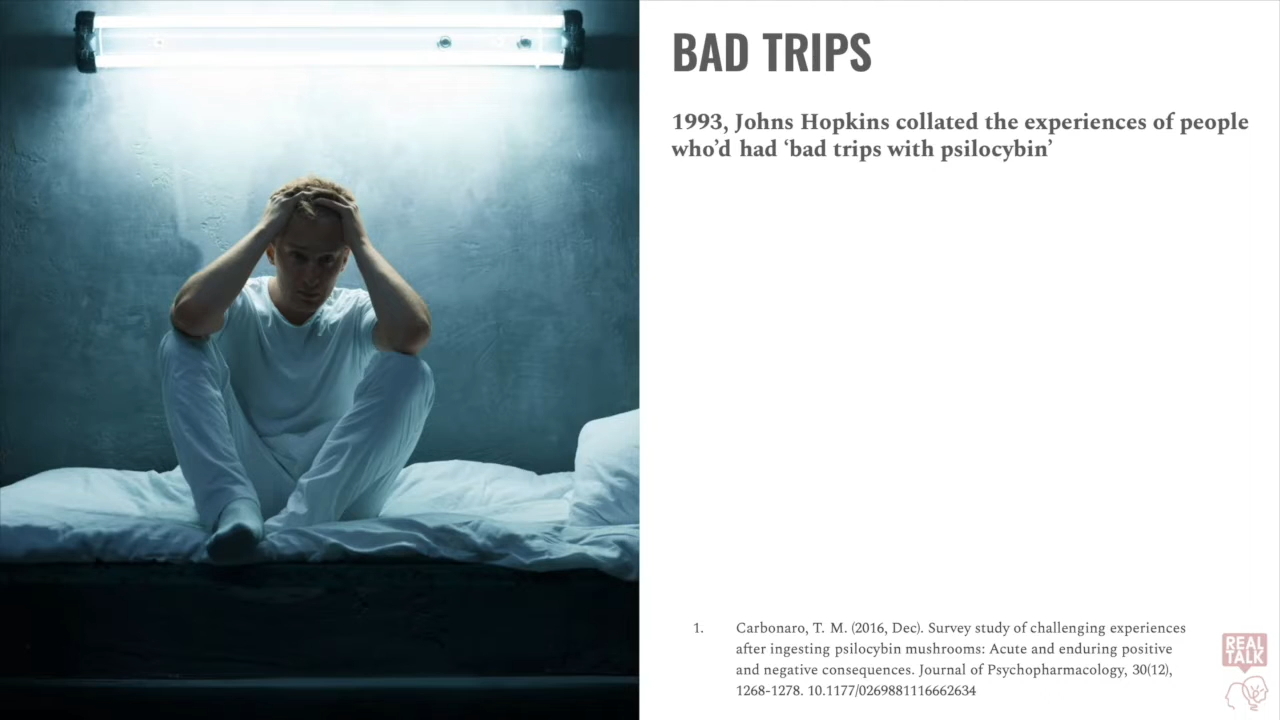 BAD TRIPS
1993, Johns Hopkins collated the experiences of people
who’d had ‘bad trips with psilocybin’
1. Carbonaro, T. M. (2016, Dec). Survey study of challenging experiences
after ingesting psilocybin mushrooms: Acute and enduring positive
and negative consequences. Journal of Psychopharmacology, 30(12),
1268-1278. 10.1177/0269881116662634
REAL
TALK